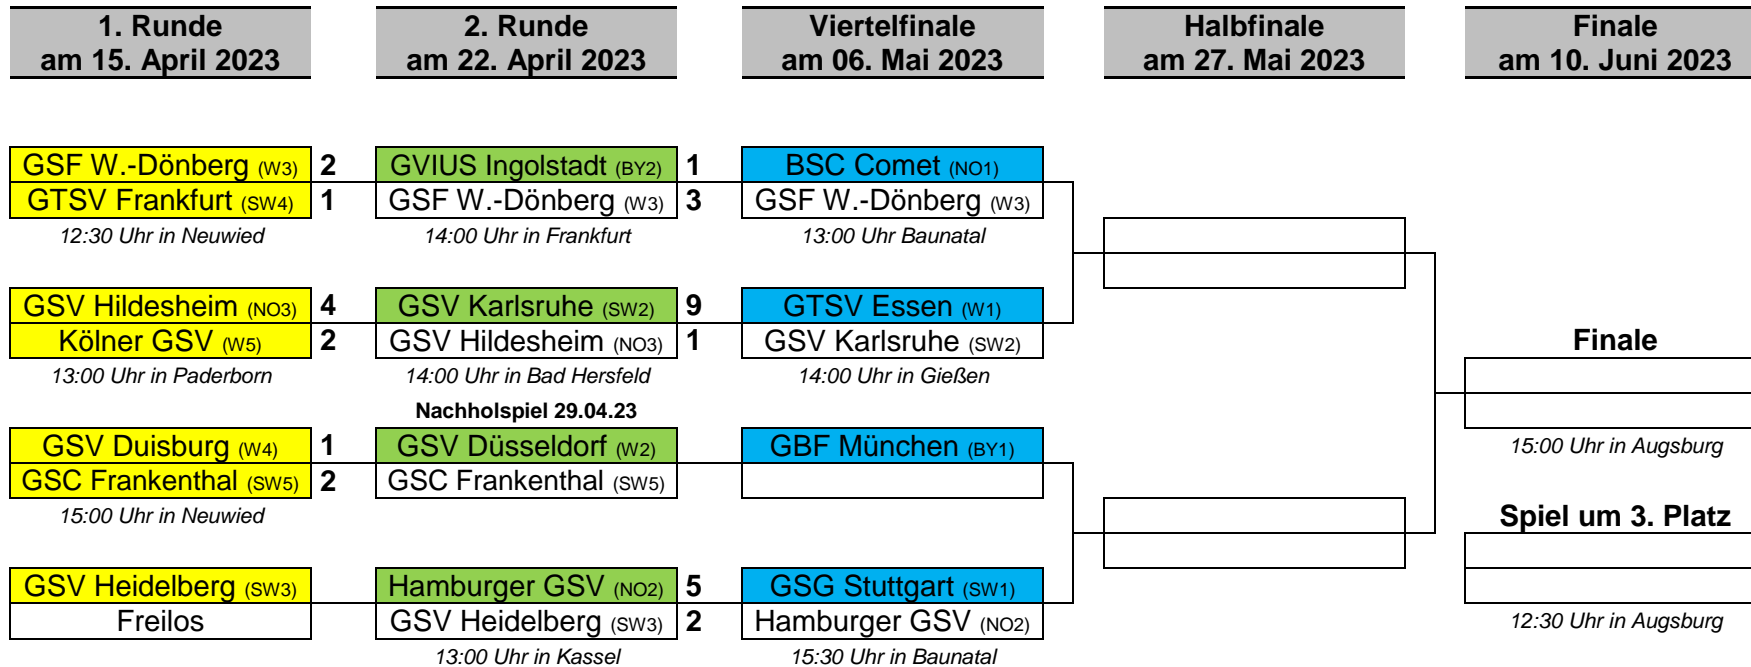 1. Runde
am 15. April 2023
2. Runde
am 22. April 2023
Viertelfinale
am 06. Mai 2023
Halbfinale
am 27. Mai 2023
Finale
am 10. Juni 2023
GSF W.-Dönberg (W3) 2
GTSV Frankfurt (SW4) 1
12:30 Uhr in Neuwied
GSV Hildesheim (NO3) 4
Kölner GSV (W5) 2
13:00 Uhr in Paderborn
GSV Duisburg (W4) 1
GSC Frankenthal (SW5) 2
15:00 Uhr in Neuwied
GSV Heidelberg (SW3)
Freilos
GVIUS Ingolstadt (BY2) 1
GSF W.-Dönberg (W3) 3
14:00 Uhr in Frankfurt
GSV Karlsruhe (SW2) 9
GSV Hildesheim (NO3) 1
14:00 Uhr in Bad Hersfeld
Nachholspiel 29.04.23
GSV Düsseldorf (W2)
GSC Frankenthal (SW5)
Hamburger GSV (NO2) 5
GSV Heidelberg (SW3) 2
13:00 Uhr in Kassel
BSC Comet (NO1)
GSF W.-Dönberg (W3)
13:00 Uhr Baunatal
GTSV Essen (W1)
GSV Karlsruhe (SW2)
14:00 Uhr in Gießen
GBF München (BY1)
GSG Stuttgart (SW1)
Hamburger GSV (NO2)
15:30 Uhr in Baunatal
Finale
15:00 Uhr in Augsburg
Spiel um 3. Platz
12:30 Uhr in Augsburg